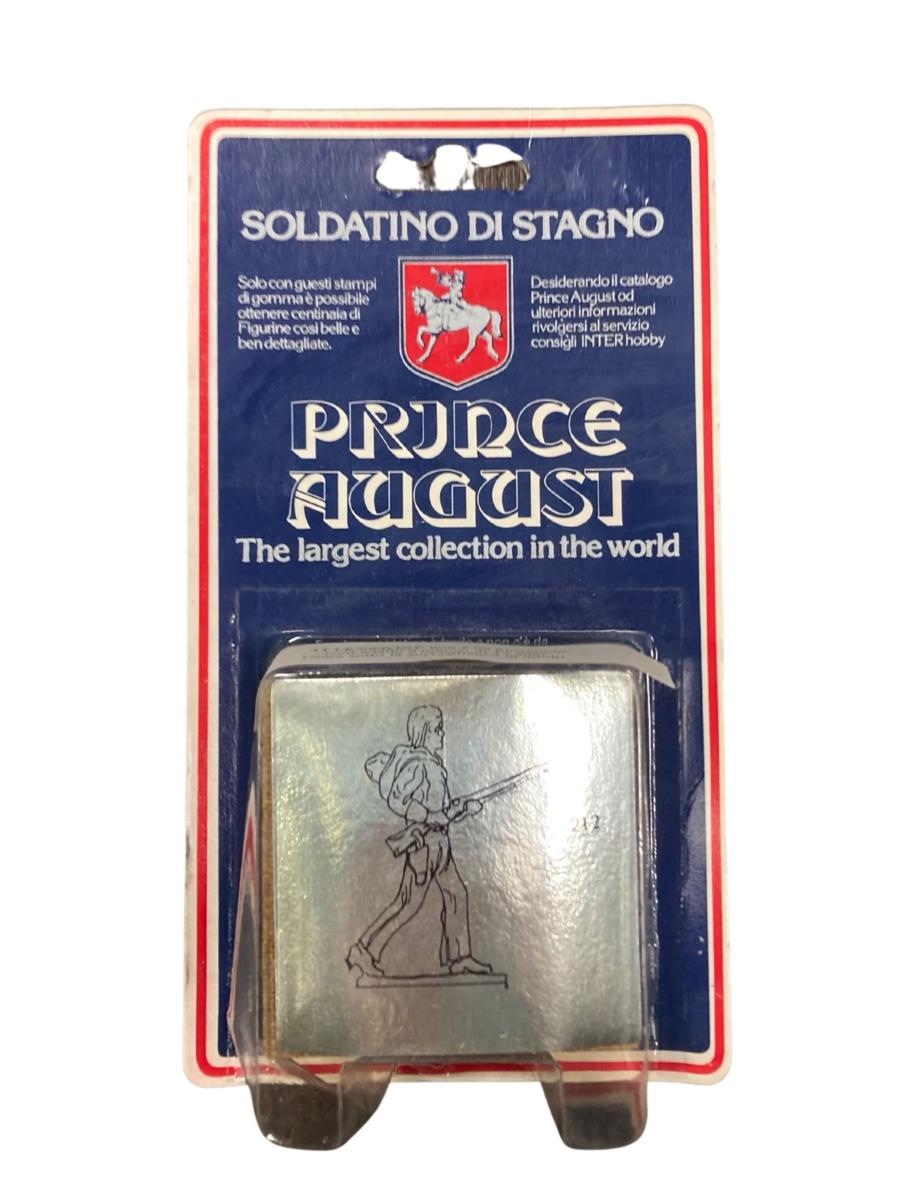 SOLDATINO DI STAGNO
Solo con guesti stampi
di gomma è possibile
ottenere centinaia di
Figurine cosi belle e
ben dettagliate.
Desiderando il catalogo
Prince August od
ulteriori informazioni
rivolgersi al servizio
consigli INTER hobby
PRINCE
AUGUST
The largest collection in the world
212